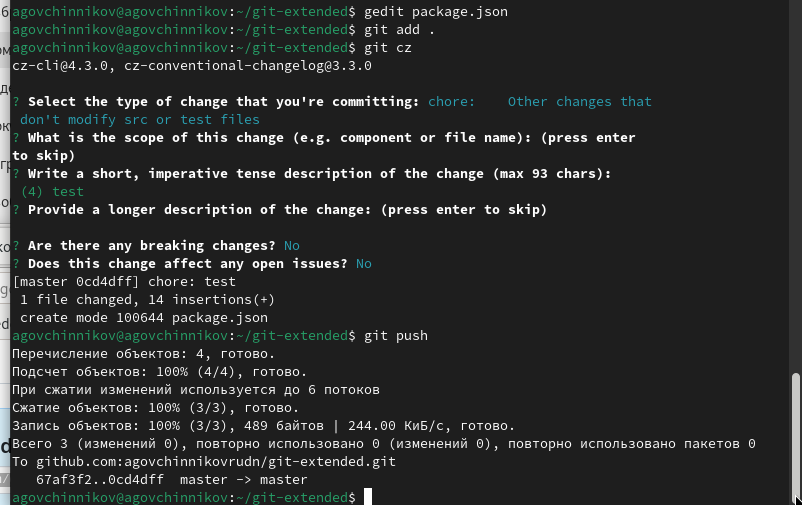 agovchinnikov@agovchinnikov:~/git-extended$ gedit package.json
agovchinnikov@agovchinnikov:~/git-extended$ git add .
agovchinnikov@agovchinnikov:~/git-extended$ git cz
cz-cli@4.3.0, cz-conventional-changelog@3.3.0
? Select the type of change that you're committing: chore:    Other changes that
 don't modify src or test files
? What is the scope of this change (e.g. component or file name): (press enter
to skip)
? Write a short, imperative tense description of the change (max 93 chars):
 (4) test
? Provide a longer description of the change: (press enter to skip)
? Are there any breaking changes? No
? Does this change affect any open issues? No
[master 0cd4dff] chore: test
 1 file changed, 14 insertions(+)
 create mode 100644 package.json
agovchinnikov@agovchinnikov:~/git-extended$ git push
Перечисление объектов: 4, готово.
Подсчет объектов: 100% (4/4), готово.
При сжатии изменений используется до 6 потоков
Сжатие объектов: 100% (3/3), готово.
Запись объектов: 100% (3/3), 489 байтов | 244.00 КиБ/с, готово.
Всего 3 (изменений 0), повторно использовано 0 (изменений 0), повторно использовано пакетов 0
To github.com:agovchinnikovrudn/git-extended.git
   67af3f2..0cd4dff  master -> master
agovchinnikov@agovchinnikov:~/git-extended$